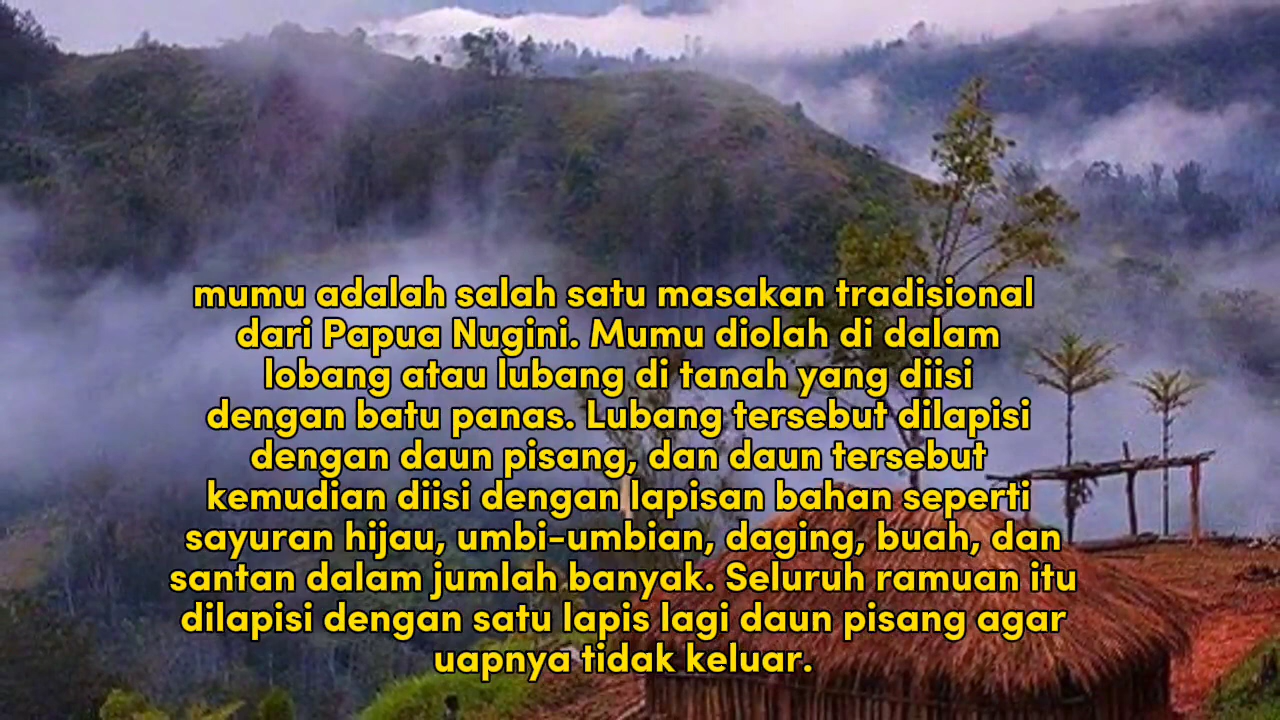 mumu adalah salah satu masakan tradisional
dari Papua Nugini. Mumu diolah di dalam
lobang atau lubang di tanah yang diisi
dengan batu panas. Lubang tersebut dilapisi
dengan daun pisang, dan daun tersebut
kemudian diisi dengan lapisan bahan seperti
sayuran hijau, umbi-umbian, daging, buah, dan
santan dalam jumlah banyak. Seluruh ramuan itu
dilapisi dengan satu lapis lagi daun pisang agar
uapnya tidak keluar.